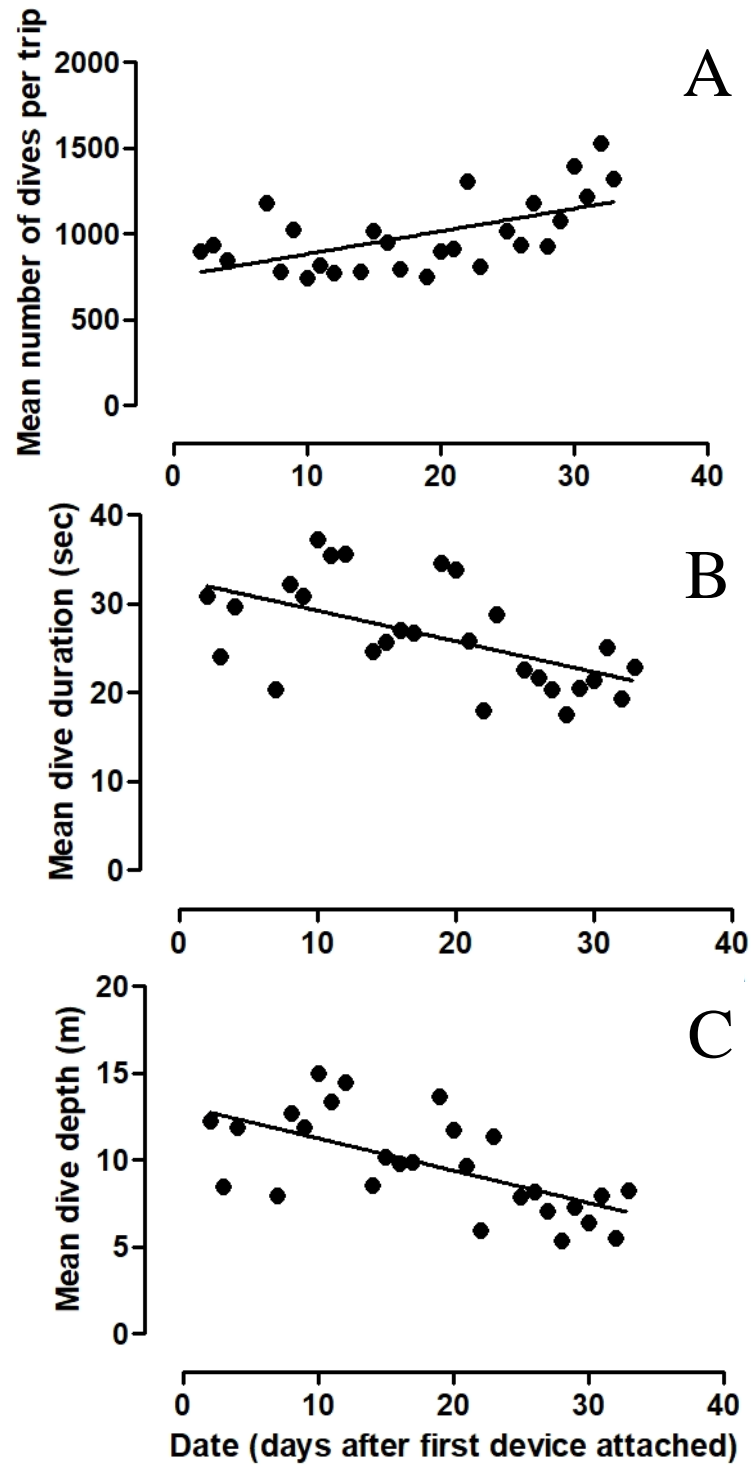 Mean number of dives per trip
A
2000
1500
1000
500
0
0 10 20 30 40
Mean dive duration (sec)
B
40
30
20
10
0
0 10 20 30 40
Mean dive depth (m)
C
20
15
10
5
0
0 10 20 30 40
Date (days after first device attached)